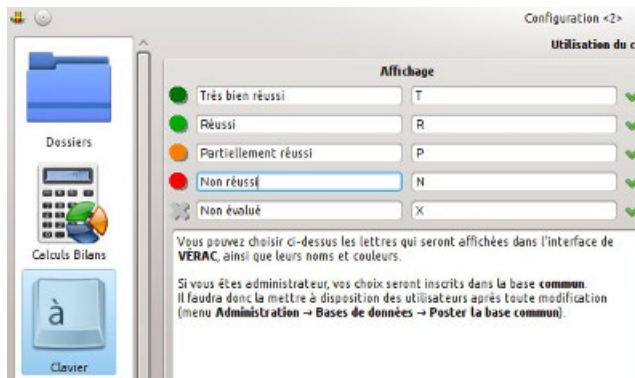 Configuration <2>
Utilisation du c
Affichage
Très bien réussi T
Réussi R
Partiellement réussi P
Non réussi N
Non évalué X
Dossiers
Calculs Bilans
à
Clavier
Vous pouvez choisir ci-dessus les lettres qui seront affichées dans l'interface de
VÉRAC, ainsi que leurs noms et couleurs.
Si vous êtes administrateur, vos choix seront inscrits dans la base commun.
Il faudra donc la mettre à disposition des utilisateurs après toute modification
(menu Administration → Bases de données → Poster la base commun).